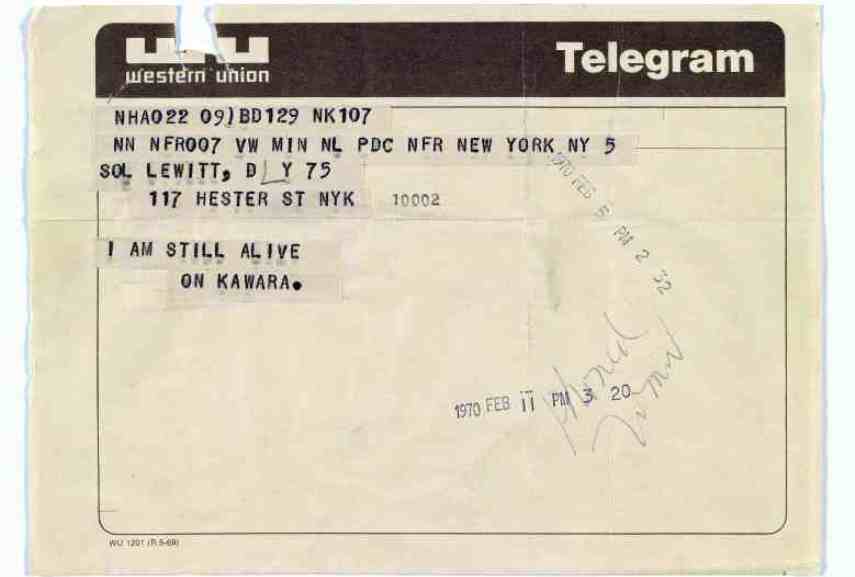 western union
Telegram
NHA022 09)BD129 NK107
NN NFR007 VW MIN NL PDC NFR NEW YORK NY 5
SOL LEWITT, DLY 75
117 HESTER ST NYK 10002
1970 FEB 5 PM 2 32
I AM STILL ALIVE
ON KAWARA.
1970 FEB 11 PM 3 20
WU 1201 (R 5-69)